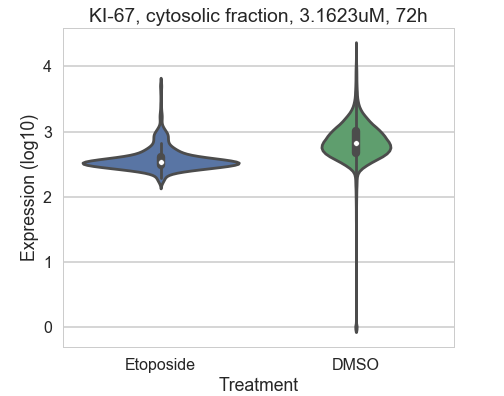 KI-67, cytosolic fraction, 3.1623uM, 72h
Expression (log10)
4
3
2
1
0
Etoposide
DMSO
Treatment